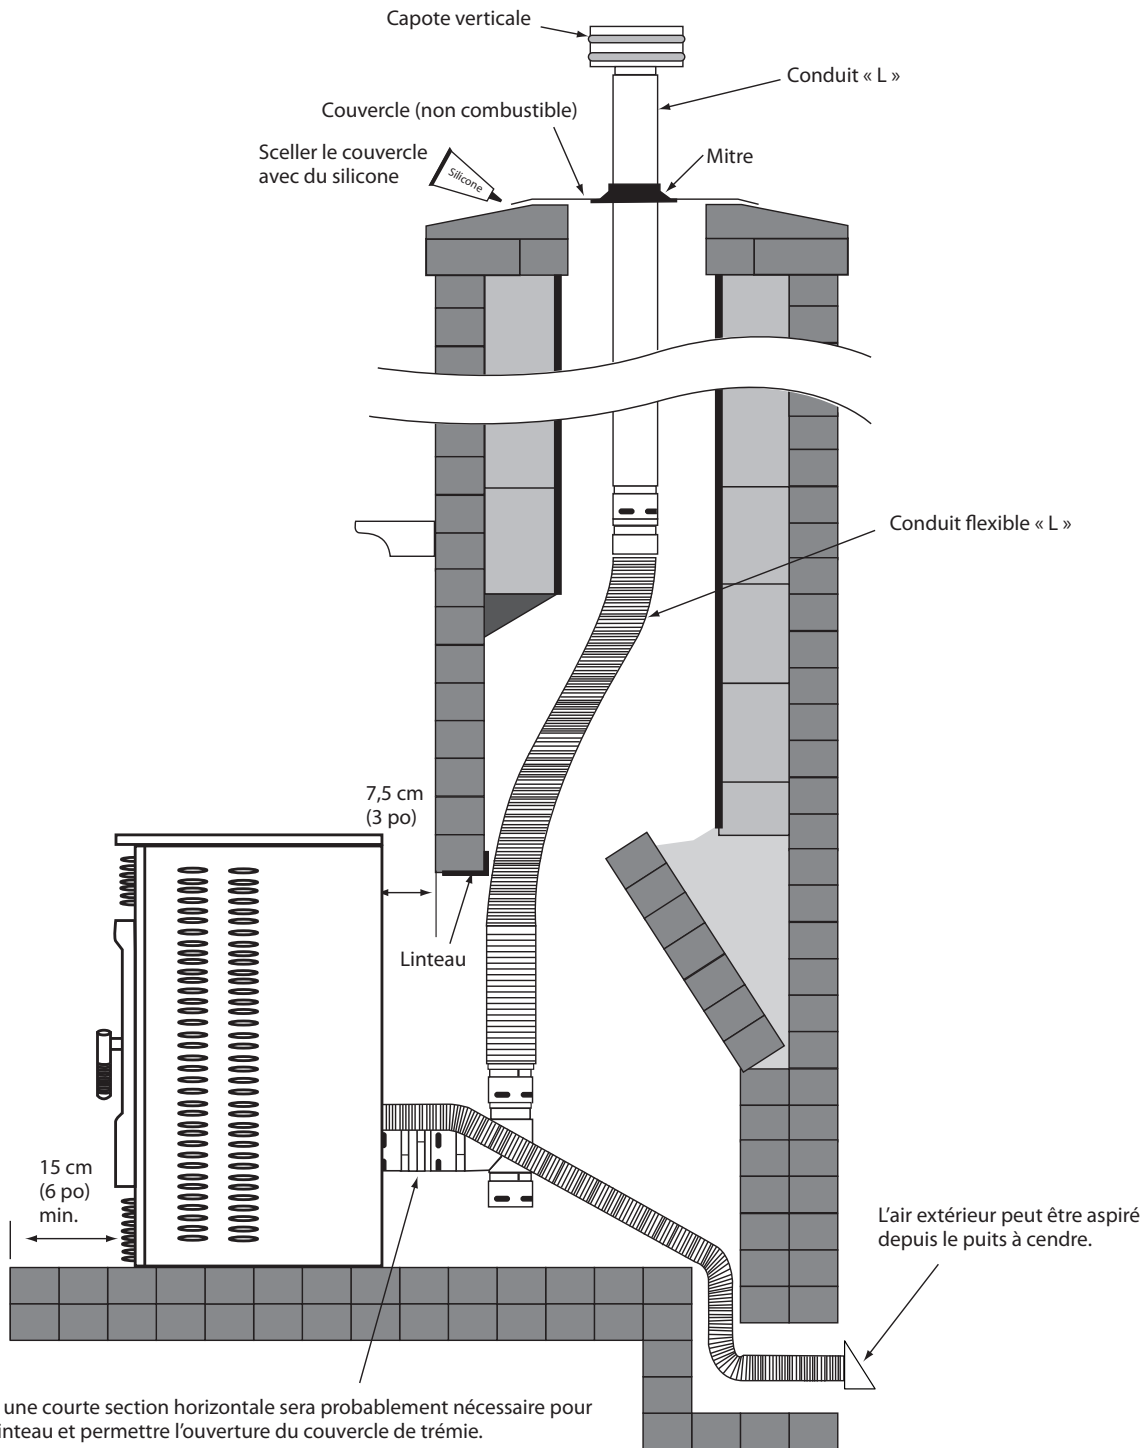 Capote verticale
Conduit « L »
Couvercle (non combustible)
Sceller le couvercle
avec du silicone
Silicone
Mitre
Conduit flexible « L »
7,5 cm
(3 po)
Linteau
15 cm
(6 po)
min.
L’air extérieur peut être aspiré
depuis le puits à cendre.
une courte section horizontale sera probablement nécessaire pour
inteau et permettre l’ouverture du couvercle de trémie.